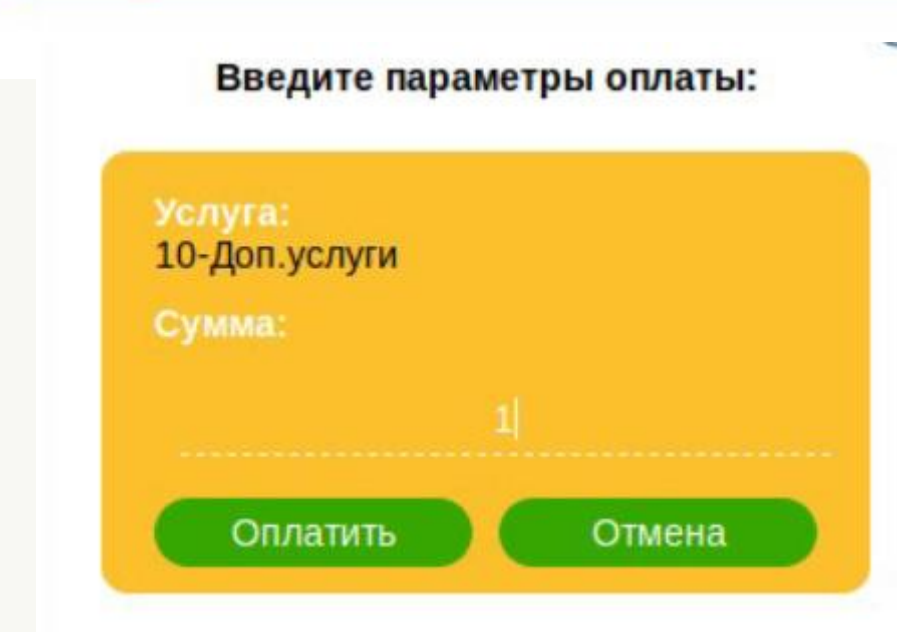 Введите параметры оплаты:
Услуга:
10-Доп.услуги
Сумма:
1
Оплатить
Отмена